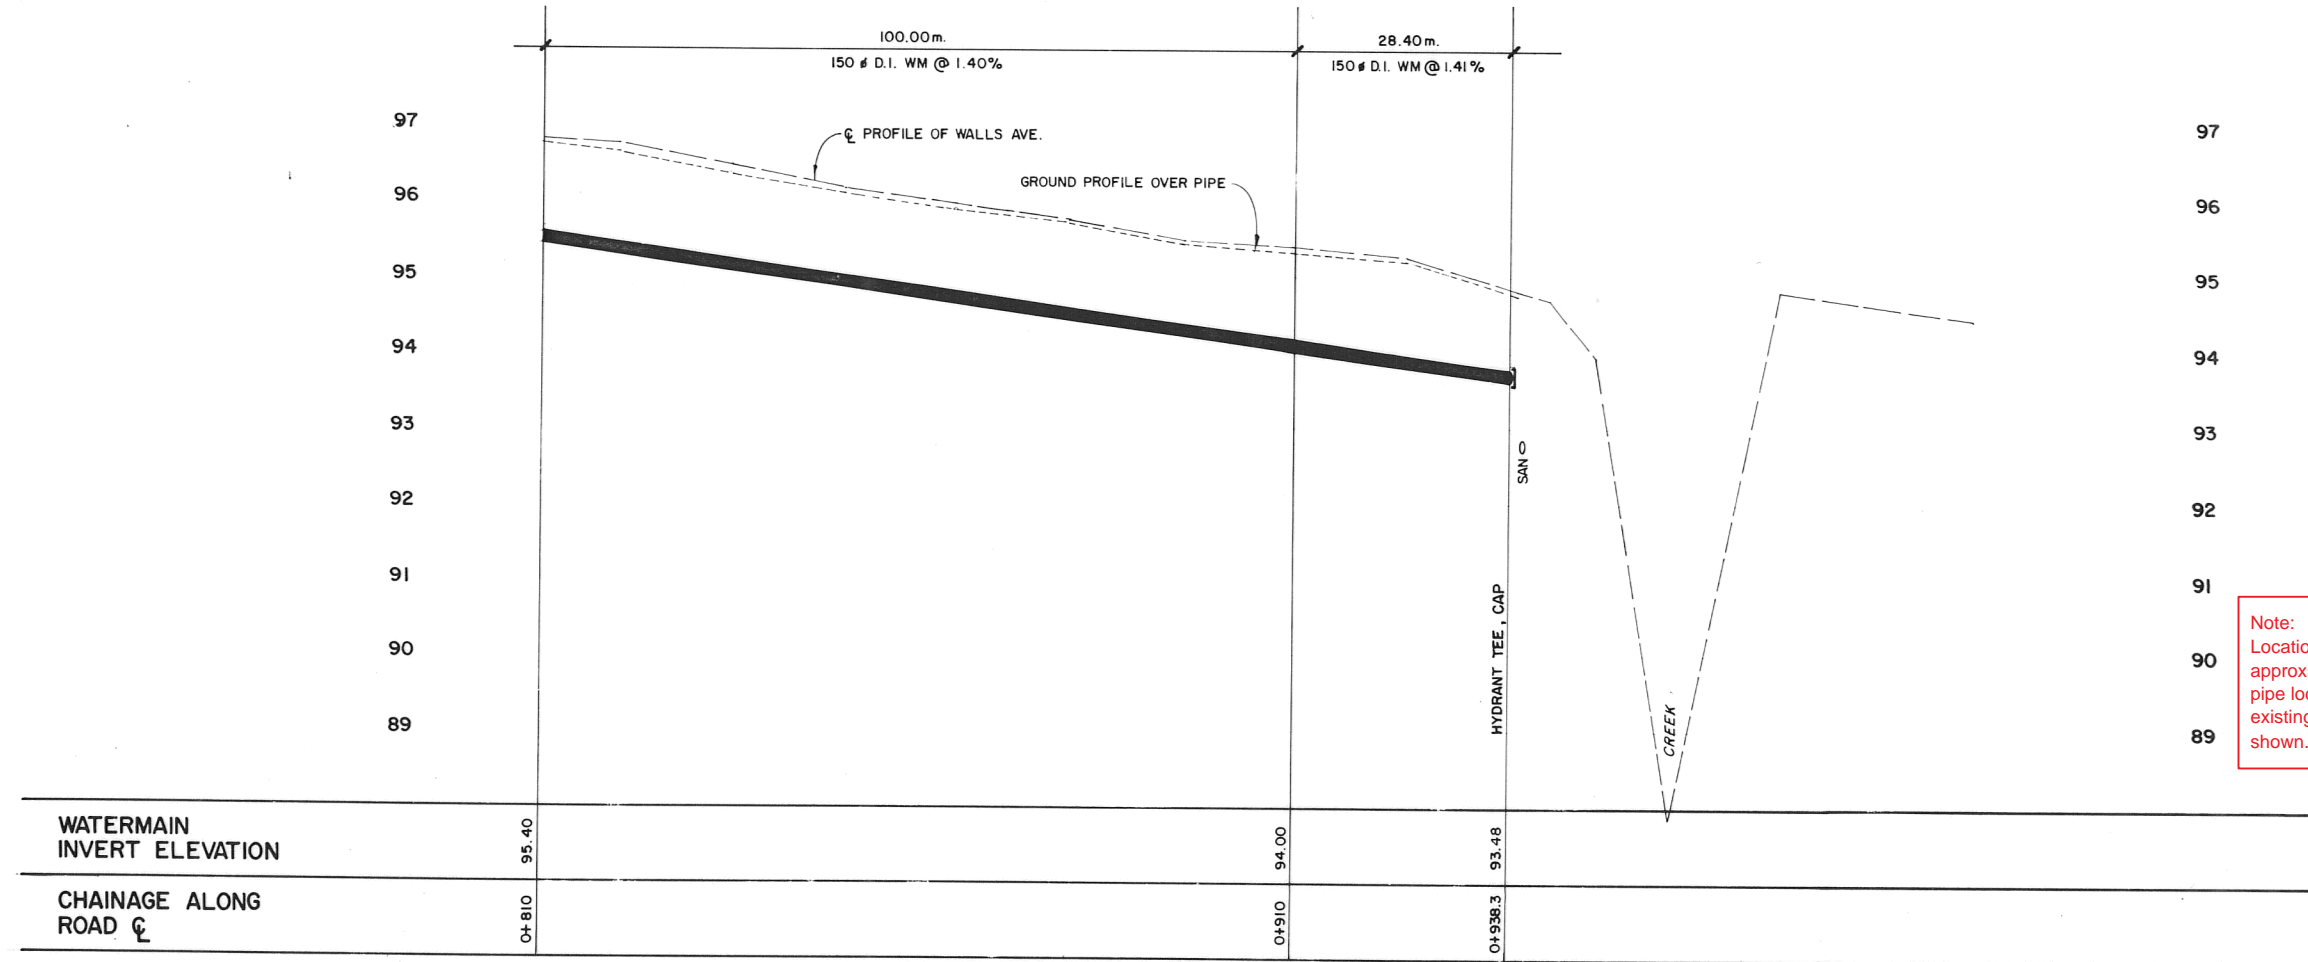 100.00m.
28.40m.
150 ø D.I. WM @ 1.40%
150 ø D.I. WM @ 1.41%
97
97
℄ PROFILE OF WALLS AVE.
GROUND PROFILE OVER PIPE
96
96
95
95
94
94
93
93
SAN
92
92
91
91
90
90
89
89
HYDRANT TEE, CAP
CREEK
Note:
approx
shown.
WATERMAIN
INVERT ELEVATION
95.40
94.00
93.48
CHAINAGE ALONG
ROAD ℄
0+810
0+910
0+938.3